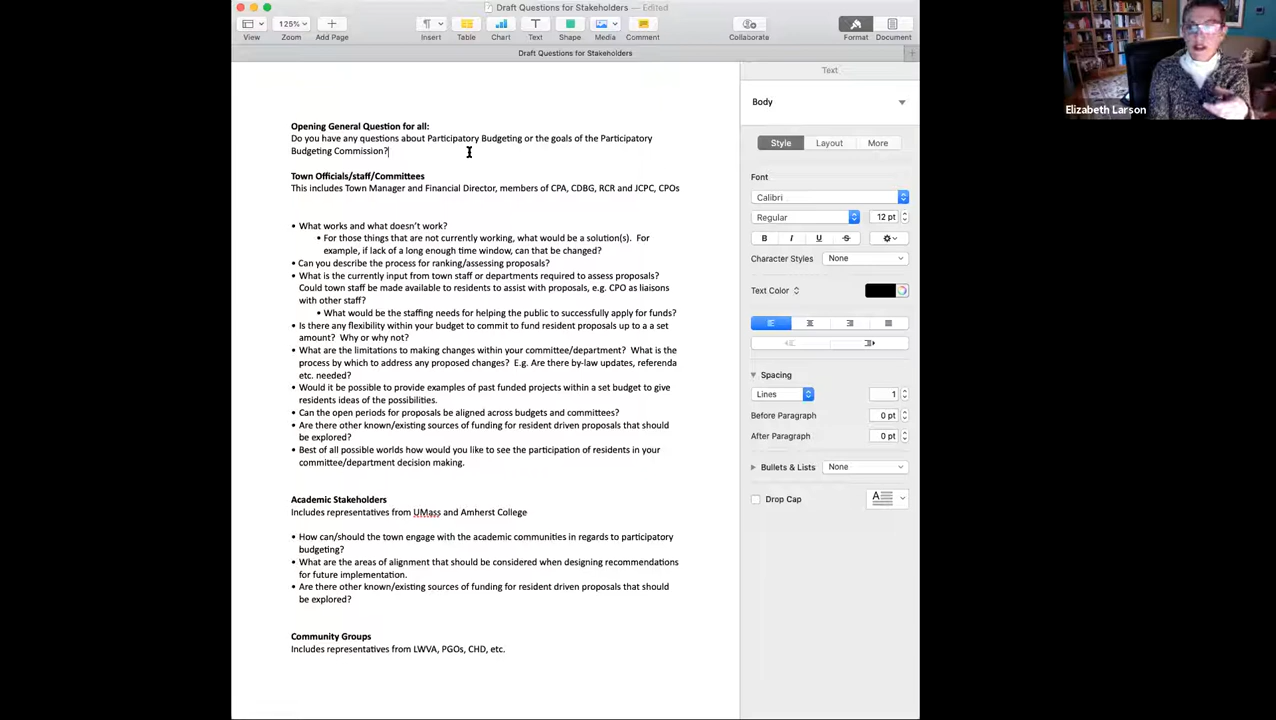 Draft Questions for Stakeholders — Edited
125%
View
Zoom
Add Page
Insert
Table
Chart
Text
Shape
Media
Comment
Collaborate
Format
Document
Draft Questions for Stakeholders
Opening General Question for all:
Do you have any questions about Participatory Budgeting or the goals of the Participatory
Budgeting Commission?
Town Officials/staff/Committees
This includes Town Manager and Financial Director, members of CPA, CDBG, RCR and JCPC, CPOs
• What works and what doesn't work?
• For those things that are not currently working, what would be a solution(s). For
example, if lack of a long enough time window, can that be changed?
• Can you describe the process for ranking/assessing proposals?
• What is the currently input from town staff or departments required to assess proposals?
Could town staff be made available to residents to assist with proposals, e.g. CPO as liaisons
with other staff?
• What would be the staffing needs for helping the public to successfully apply for funds?
• Is there any flexibility within your budget to commit to fund resident proposals up to a a set
amount? Why or why not?
• What are the limitations to making changes within your committee/department? What is the
process by which to address any proposed changes? E.g. Are there by-law updates, referenda
etc. needed?
• Would it be possible to provide examples of past funded projects within a set budget to give
residents ideas of the possibilities.
• Can the open periods for proposals be aligned across budgets and committees?
• Are there other known/existing sources of funding for resident driven proposals that should
be explored?
• Best of all possible worlds how would you like to see the participation of residents in your
committee/department decision making.
Academic Stakeholders
Includes representatives from UMass and Amherst College
• How can/should the town engage with the academic communities in regards to participatory
budgeting?
• What are the areas of alignment that should be considered when designing recommendations
for future implementation.
• Are there other known/existing sources of funding for resident driven proposals that should
be explored?
Community Groups
Includes representatives from LWVA, PGOs, CHD, etc.
Text
Body
Style
Layout
More
Font
Calibri
Regular
12 pt
B I U S
Character Styles
None
Text Color
Spacing
Lines
1
Before Paragraph
0 pt
After Paragraph
0 pt
Bullets & Lists
None
Drop Cap
A
Elizabeth Larson